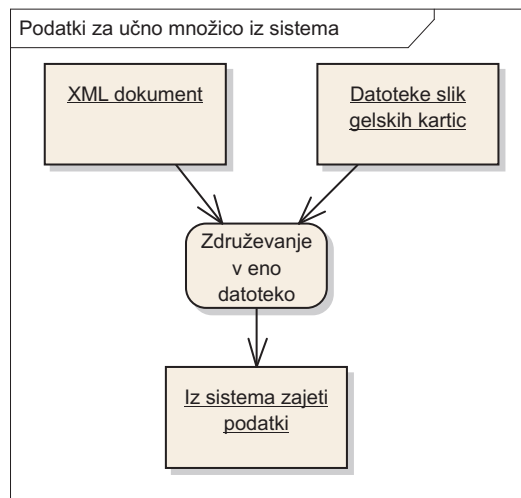 Podatki za učno množico iz sistema
XML dokument
Datoteke slik
gelskih kartic
Združevanje
v eno
datoteko
Iz sistema zajeti
podatki